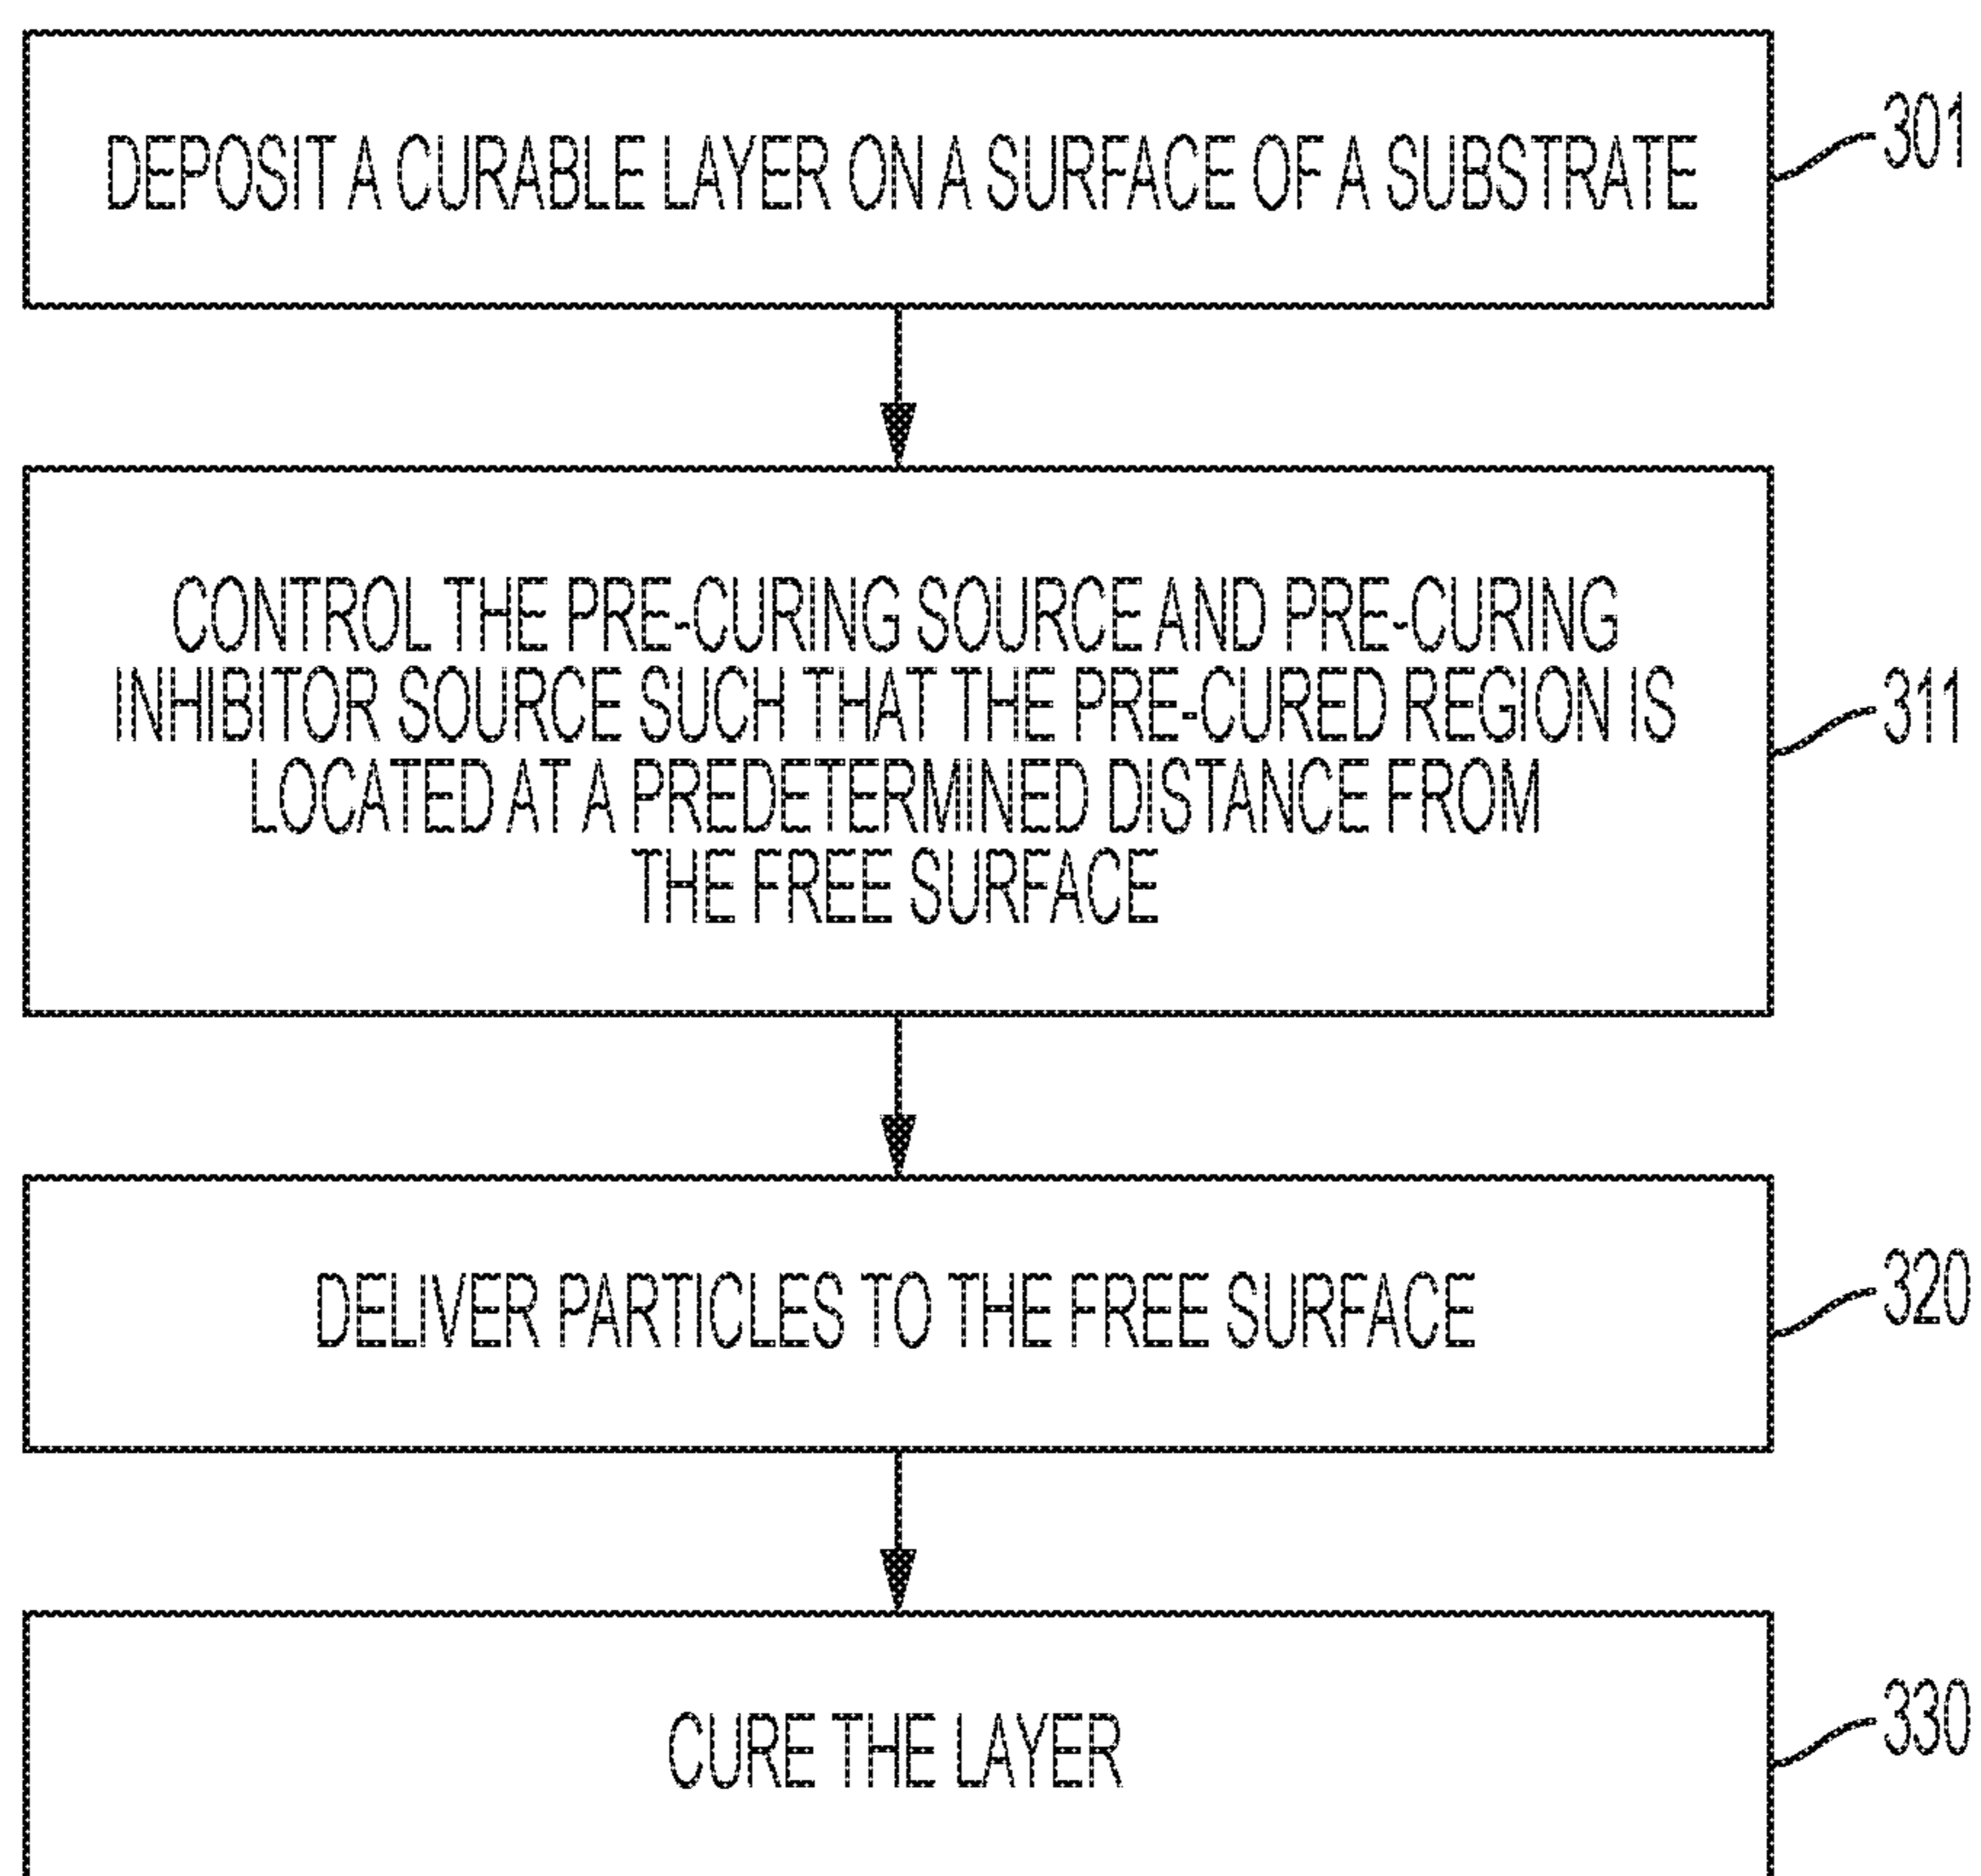 DEPOSIT A CURABLE LAYER ON A SURFACE OF A SUBSTRATE
301
CONTROL THE PRE-CURING SOURCE AND PRE-CURING
INHIBITOR SOURCE SUCH THAT THE PRE-CURED REGION IS
LOCATED AT A PREDETERMINED DISTANCE FROM
THE FREE SURFACE
311
DELIVER PARTICLES TO THE FREE SURFACE
320
CURE THE LAYER
330